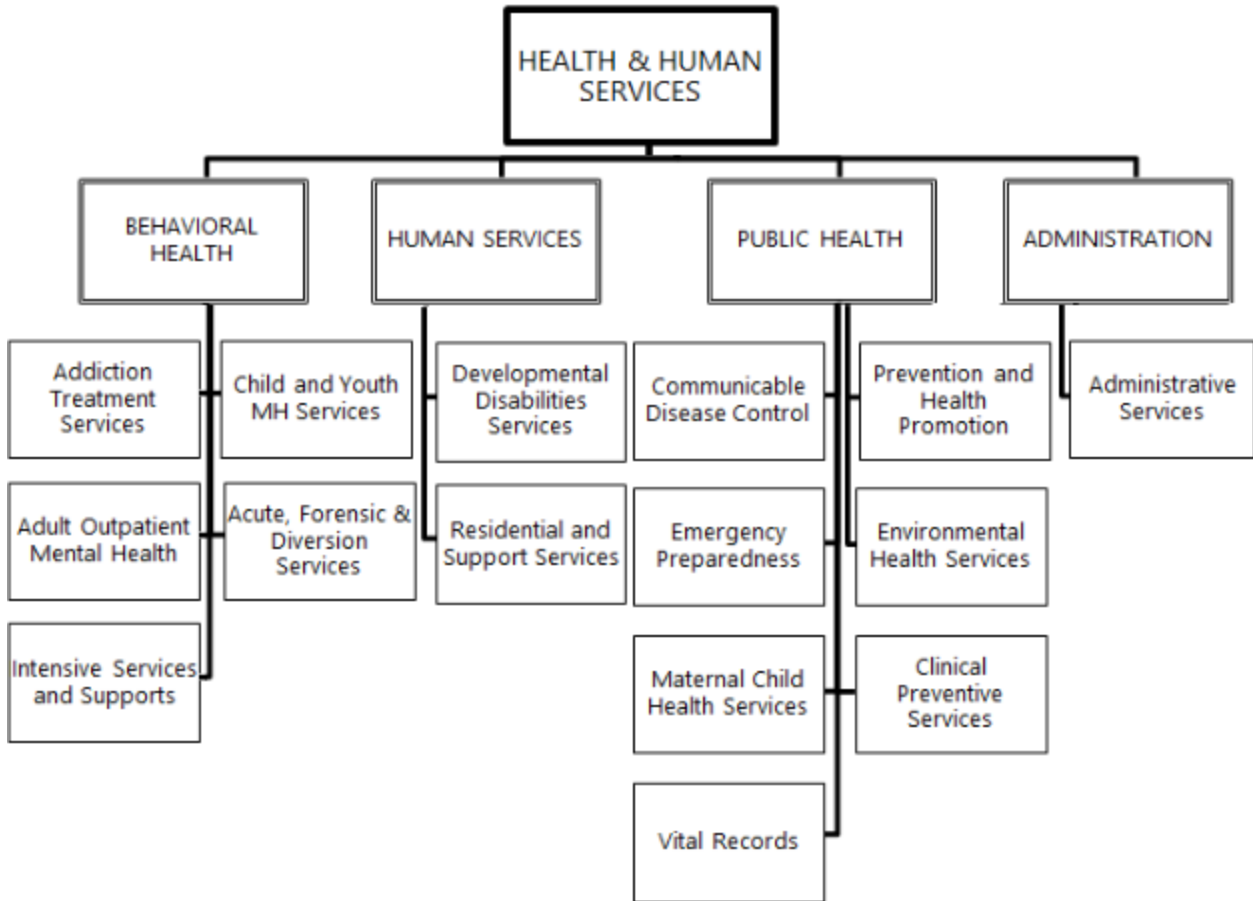 HEALTH & HUMAN
SERVICES
BEHAVIORAL
HEALTH
HUMAN SERVICES
PUBLIC HEALTH
ADMINISTRATION
Addiction
Treatment
Services
Child and Youth
MH Services
Developmental
Disabilities
Services
Communicable
Disease Control
Prevention and
Health
Promotion
Administrative
Services
Adult Outpatient
Mental Health
Acute, Forensic &
Diversion
Services
Residential and
Support Services
Emergency
Preparedness
Environmental
Health Services
Intensive Services
and Supports
Maternal Child
Health Services
Clinical
Preventive
Services
Vital Records